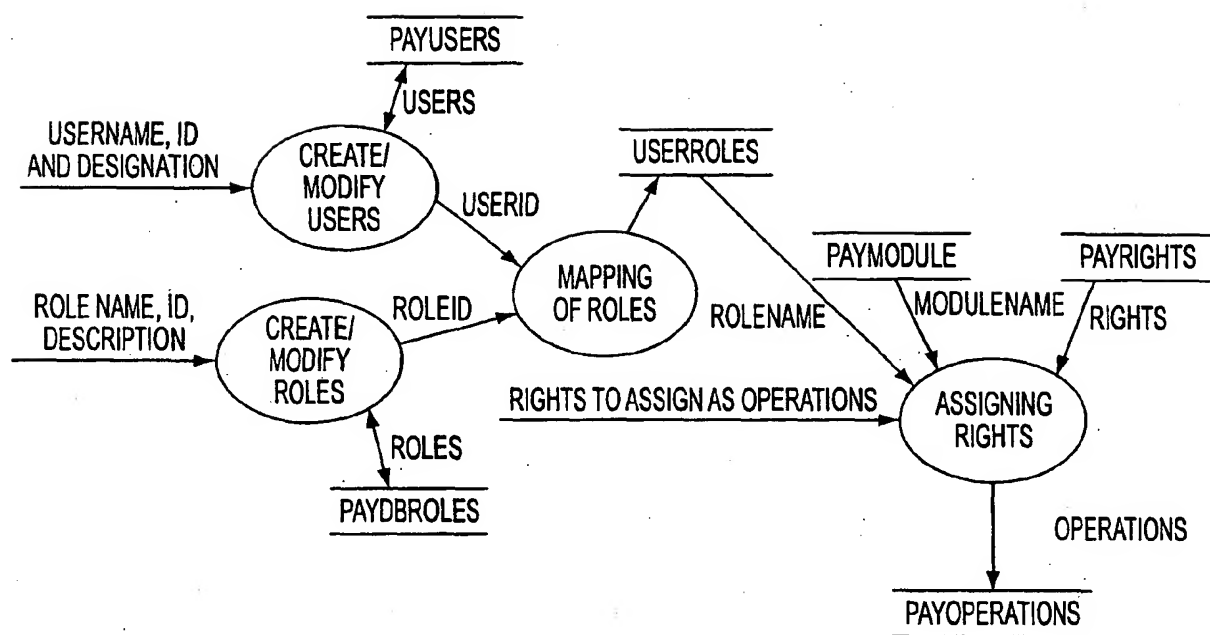 PAYUSERS
USERS
USERNAME, ID
AND DESIGNATION
CREATE/
MODIFY
USERS
USERROLES
USERID
PAYMODULE
PAYRIGHTS
MAPPING
OF ROLES
ROLE NAME, ID,
DESCRIPTION
ROLEID
ROLENAME
MODULENAME
RIGHTS
CREATE/
MODIFY
ROLES
RIGHTS TO ASSIGN AS OPERATIONS
ASSIGNING
RIGHTS
ROLES
PAYDBROLES
OPERATIONS
PAYOPERATIONS